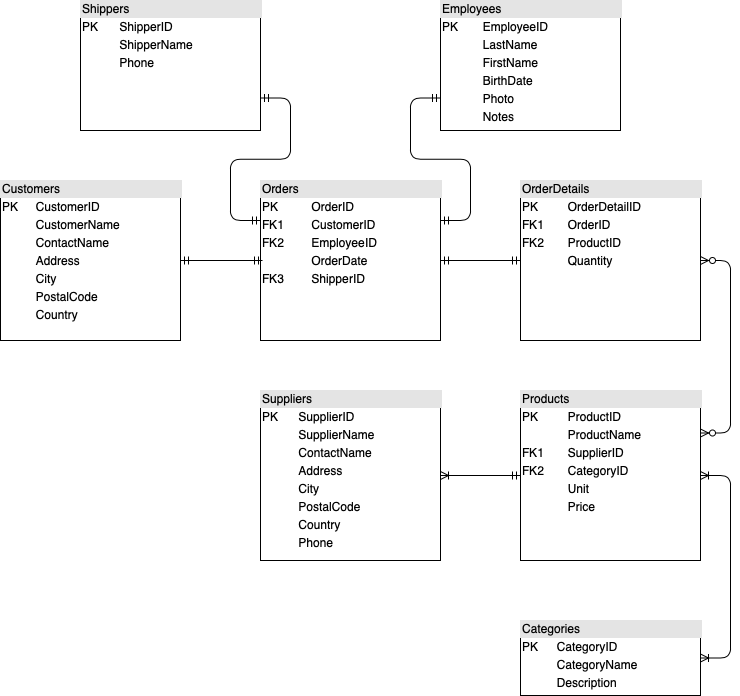 Shippers
PK ShipperID
ShipperName
Phone
Employees
PK EmployeeID
LastName
FirstName
BirthDate
Photo
Notes
Customers
PK CustomerID
CustomerName
ContactName
Address
City
PostalCode
Country
Orders
PK OrderID
FK1 CustomerID
FK2 EmployeeID
OrderDate
FK3 ShipperID
OrderDetails
PK OrderDetailID
FK1 OrderID
FK2 ProductID
Quantity
Suppliers
PK SupplierID
SupplierName
ContactName
Address
City
PostalCode
Country
Phone
Products
PK ProductID
ProductName
FK1 SupplierID
FK2 CategoryID
Unit
Price
Categories
PK CategoryID
CategoryName
Description